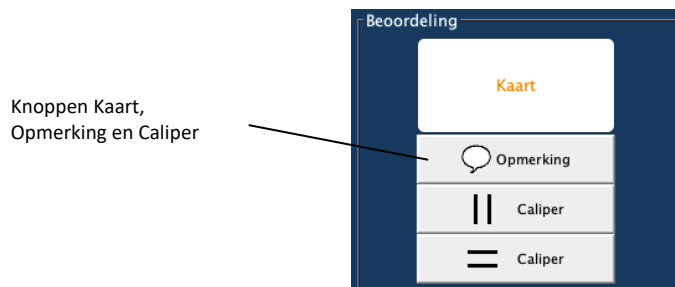 Beoordeling
Kaart
Knoppen Kaart,
Opmerking en Caliper
Opmerking
Caliper
Caliper